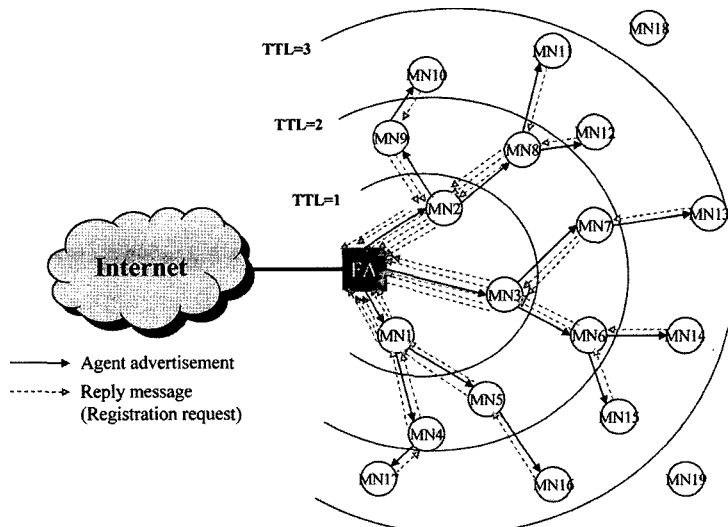 MN18
TTL=3
MN11
MN10
TTL=2
MN12
MN9
MN8
TTL=1
MN2
MN13
MN7
Internet
FA
MN3
MN1
MN6
MN14
Agent advertisement
Reply message
(Registration request)
MN5
MN15
MN4
MN17
MN16
MN19